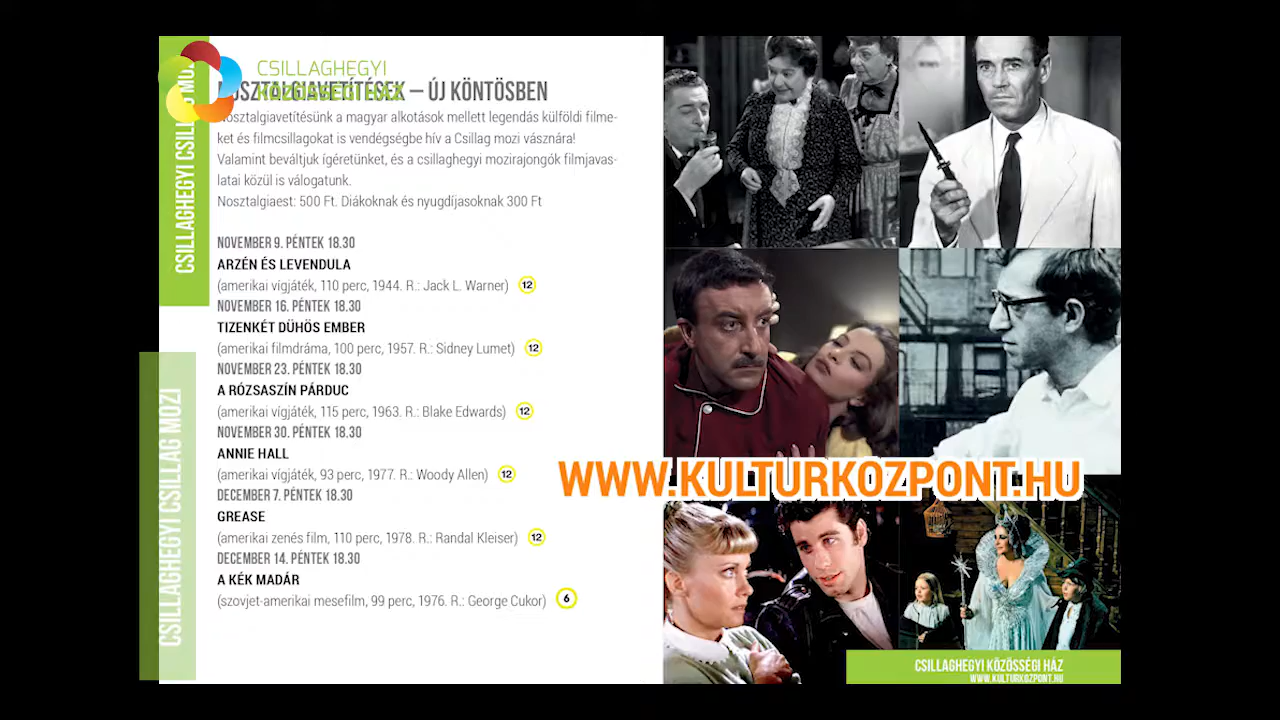 CSILLAGHEGYI
KÖZÖSSÉGI HÁZ
NOSZTALGIAVETÍTÉSEK – ÚJ KÖNTÖSBEN
Nosztalgiavetítésünk a magyar alkotások mellett legendás külföldi filme-
ket és filmcsillagokat is vendégségbe hív a Csillag mozi vásznára!
Valamint beváltjuk ígéretünket, és a csillaghegyi mozirajongók filmjavas-
latai közül is válogatunk.
Nosztalgiaest: 500 Ft. Diákoknak és nyugdíjasoknak 300 Ft
NOVEMBER 9. PÉNTEK 18.30
ARZÉN ÉS LEVENDULA
(amerikai vígjáték, 110 perc, 1944. R.: Jack L. Warner) 12
NOVEMBER 16. PÉNTEK 18.30
TIZENKÉT DÜHÖS EMBER
(amerikai filmdráma, 100 perc, 1957. R.: Sidney Lumet) 12
NOVEMBER 23. PÉNTEK 18.30
A RÓZSASZÍN PÁRDUC
(amerikai vígjáték, 115 perc, 1963. R.: Blake Edwards) 12
NOVEMBER 30. PÉNTEK 18.30
ANNIE HALL
(amerikai vígjáték, 93 perc, 1977. R.: Woody Allen) 12
DECEMBER 7. PÉNTEK 18.30
GREASE
(amerikai zenés film, 110 perc, 1978. R.: Randal Kleiser) 12
DECEMBER 14. PÉNTEK 18.30
A KÉK MADÁR
(szovjet-amerikai mesefilm, 99 perc, 1976. R.: George Cukor) 6
CSILLAGHEGYI CSILLAG MOZI
CSILLAGHEGYI CSILLAG MOZI
WWW.KULTURKOZPONT.HU
CSILLAGHEGYI KÖZÖSSÉGI HÁZ
WWW.KULTURKOZPONT.HU